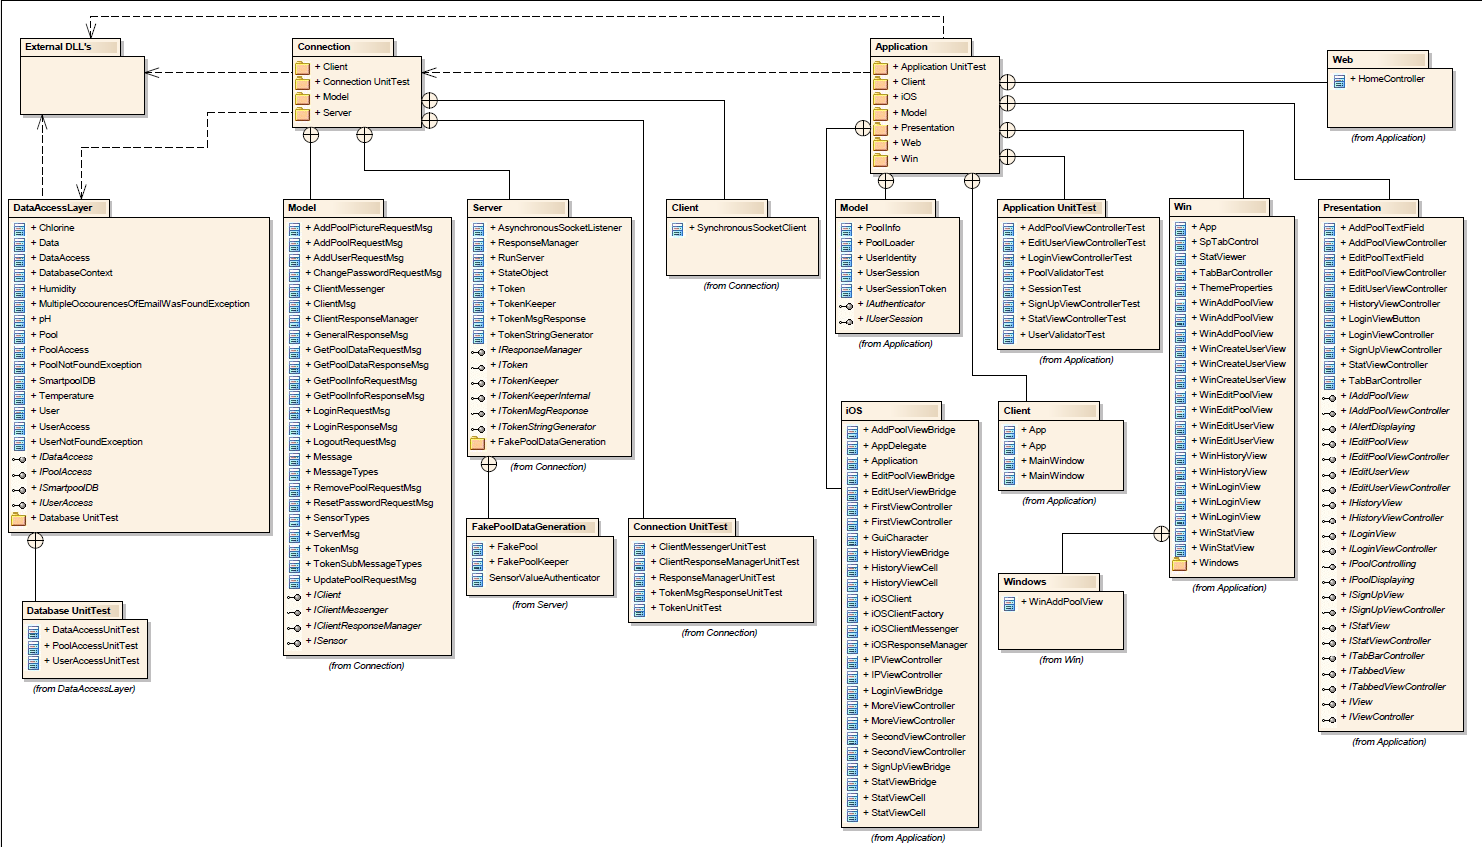 External DLL's
Connection
+ Client
+ Connection UnitTest
+ Model
+ Server
Application
+ Application UnitTest
+ Client
+ iOS
+ Model
+ Presentation
+ Web
+ Win
Web
+ HomeController
(from Application)
DataAccessLayer
+ Chlorine
+ Data
+ DataAccess
+ DatabaseContext
+ Humidity
+ MultipleOccourencesOfEmailWasFoundException
+ pH
+ Pool
+ PoolAccess
+ PoolNotFoundException
+ SmartpoolDB
+ Temperature
+ User
+ UserAccess
+ UserNotFoundException
+ IDataAccess
+ IPoolAccess
+ ISmartpoolDB
+ IUserAccess
+ Database UnitTest
Model
+ AddPoolPictureRequestMsg
+ AddPoolRequestMsg
+ AddUserRequestMsg
+ ChangePasswordRequestMsg
+ ClientMessenger
+ ClientMsg
+ ClientResponseManager
+ GeneralResponseMsg
+ GetPoolDataRequestMsg
+ GetPoolDataResponseMsg
+ GetPoolInfoRequestMsg
+ GetPoolInfoResponseMsg
+ LoginRequestMsg
+ LoginResponseMsg
+ LogoutRequestMsg
+ Message
+ MessageTypes
+ RemovePoolRequestMsg
+ ResetPasswordRequestMsg
+ SensorTypes
+ ServerMsg
+ TokenMsg
+ TokenSubMessageTypes
+ UpdatePoolRequestMsg
+ IClient
+ IClientMessenger
+ IClientResponseManager
+ ISensor
(from Connection)
Server
+ AsynchronousSocketListener
+ ResponseManager
+ RunServer
+ StateObject
+ Token
+ TokenKeeper
+ TokenMsgResponse
+ TokenStringGenerator
+ IResponseManager
+ IToken
+ ITokenKeeper
+ ITokenKeeperInternal
+ ITokenMsgResponse
+ ITokenStringGenerator
+ FakePoolDataGeneration
(from Connection)
Client
+ SynchronousSocketClient
(from Connection)
Model
+ PoolInfo
+ PoolLoader
+ UserIdentity
+ UserSession
+ UserSessionToken
+ IAuthenticator
+ IUserSession
(from Application)
Application UnitTest
+ AddPoolViewControllerTest
+ EditUserViewControllerTest
+ LoginViewControllerTest
+ PoolValidatorTest
+ SessionTest
+ SignUpViewControllerTest
+ StatViewControllerTest
+ UserValidatorTest
(from Application)
Win
+ App
+ SpTabControl
+ StatViewer
+ TabBarController
+ ThemeProperties
+ WinAddPoolView
+ WinAddPoolView
+ WinAddPoolView
+ WinCreateUserView
+ WinCreateUserView
+ WinCreateUserView
+ WinEditPoolView
+ WinEditPoolView
+ WinEditUserView
+ WinEditUserView
+ WinHistoryView
+ WinHistoryView
+ WinLoginView
+ WinLoginView
+ WinLoginView
+ WinStatView
+ WinStatView
+ Windows
(from Application)
Presentation
+ AddPoolTextField
+ AddPoolViewController
+ EditPoolTextField
+ EditPoolViewController
+ EditUserViewController
+ HistoryViewController
+ LoginViewButton
+ LoginViewController
+ SignUpViewController
+ StatViewController
+ TabBarController
+ IAddPoolView
+ IAddPoolViewController
+ IAlertDisplaying
+ IEditPoolView
+ IEditPoolViewController
+ IEditUserView
+ IEditUserViewController
+ IHistoryView
+ IHistoryViewController
+ ILoginView
+ ILoginViewController
+ IPoolControlling
+ IPoolDisplaying
+ ISignUpView
+ ISignUpViewController
+ IStatView
+ IStatViewController
+ ITabBarController
+ ITabbedView
+ ITabbedViewController
+ IView
+ IViewController
(from Application)
iOS
+ AddPoolViewBridge
+ AppDelegate
+ Application
+ EditPoolViewBridge
+ EditUserViewBridge
+ FirstViewController
+ FirstViewController
+ GuiCharacter
+ HistoryViewBridge
+ HistoryViewCell
+ HistoryViewCell
+ iOSClient
+ iOSClientFactory
+ iOSClientMessenger
+ iOSResponseManager
+ IPViewController
+ IPViewController
+ LoginViewBridge
+ MoreViewController
+ MoreViewController
+ SecondViewController
+ SecondViewController
+ SignUpViewBridge
+ StatViewBridge
+ StatViewCell
+ StatViewCell
(from Application)
Client
+ App
+ App
+ MainWindow
+ MainWindow
(from Application)
FakePoolDataGeneration
+ FakePool
+ FakePoolKeeper
SensorValueAuthenticator
(from Server)
Connection UnitTest
+ ClientMessengerUnitTest
+ ClientResponseManagerUnitTest
+ ResponseManagerUnitTest
+ TokenMsgResponseUnitTest
+ TokenUnitTest
(from Connection)
Windows
+ WinAddPoolView
(from Win)
Database UnitTest
+ DataAccessUnitTest
+ PoolAccessUnitTest
+ UserAccessUnitTest
(from DataAccessLayer)